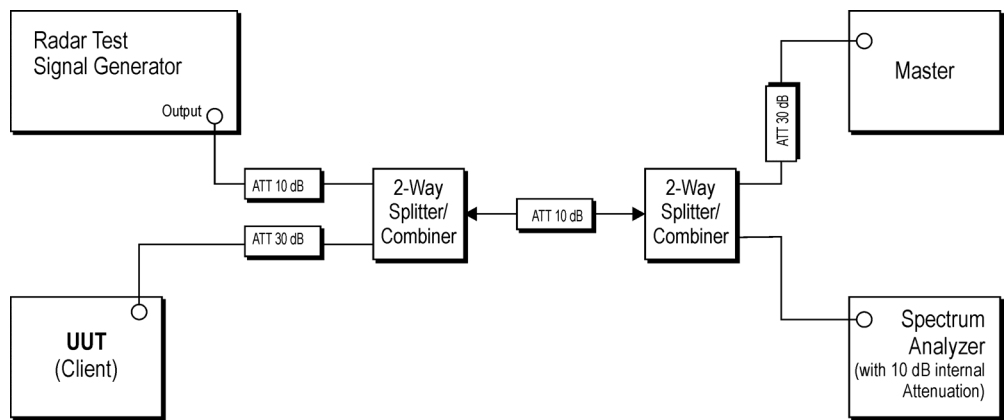 Radar Test
Signal Generator
Output
ATT 10 dB
ATT 30 dB
UUT
(Client)
2-Way
Splitter/
Combiner
ATT 10 dB
2-Way
Splitter/
Combiner
ATT 30 dB
Master
Spectrum
Analyzer
(with 10 dB internal
Attenuation)